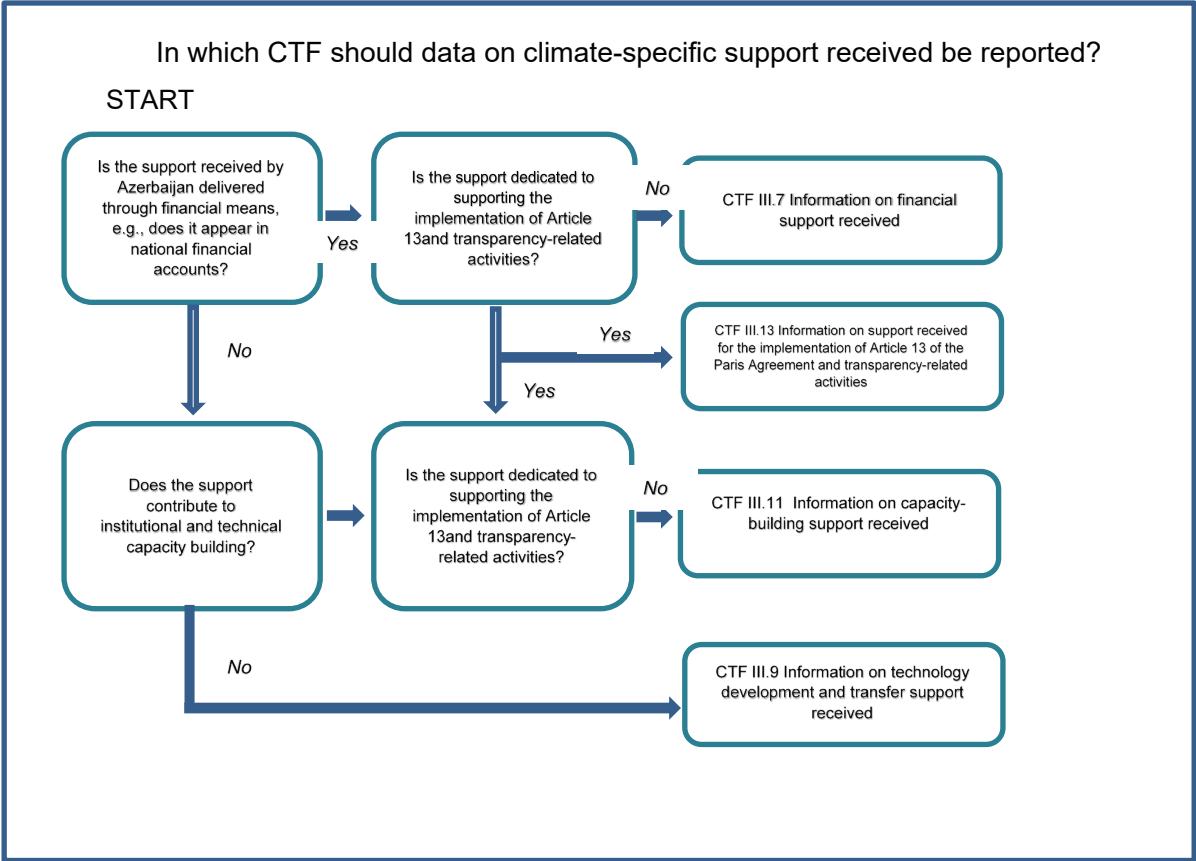 In which CTF should data on climate-specific support received be reported?
START
Is the support received by
Azerbaijan delivered
through financial means,
e.g., does it appear in
national financial
accounts?
Yes
Is the support dedicated to
supporting the
implementation of Article
13and transparency-related
activities?
No
CTF III.7 Information on financial
support received
No
Yes
CTF III.13 Information on support received
for the implementation of Article 13 of the
Paris Agreement and transparency-related
activities
Yes
Does the support
contribute to
institutional and technical
capacity building?
Is the support dedicated to
supporting the
implementation of Article
13and transparency-
related activities?
No
CTF III.11 Information on capacity-
building support received
No
CTF III.9 Information on technology
development and transfer support
received